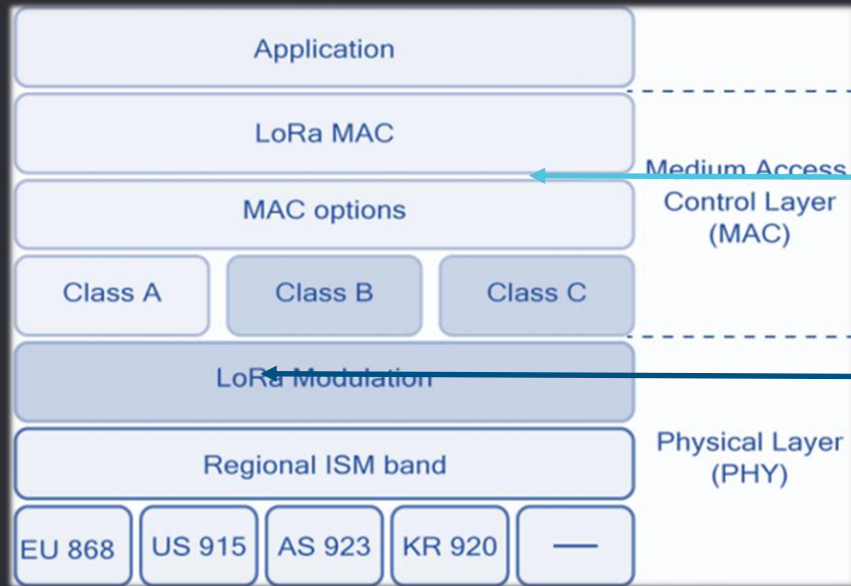 Application
LoRa MAC
MAC options
Medium Access
Control Layer
(MAC)
Class A
Class B
Class C
LoRa Modulation
Regional ISM band
Physical Layer
(PHY)
EU 868
US 915
AS 923
KR 920
—